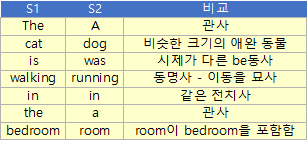 S1 S2 비교
The A 관사
cat dog 비슷한 크기의 애완 동물
is was 시제가 다른 be동사
walking running 동명사 - 이동을 묘사
in in 같은 전치사
the a 관사
bedroom room room이 bedroom을 포함함